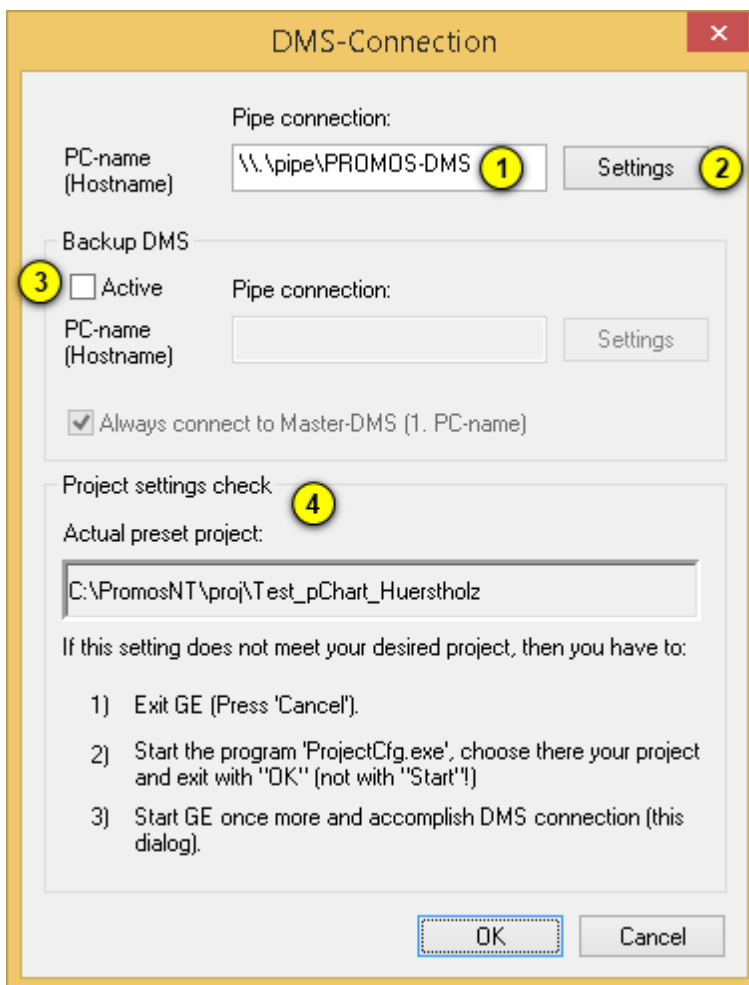 DMS-Connection
Pipe connection:
PC-name
(Hostname)
\\.\pipe\PROMOS-DMS
1
Settings
2
Backup DMS
3
Active
Pipe connection:
PC-name
(Hostname)
Settings
Always connect to Master-DMS (1. PC-name)
Project settings check
4
Actual preset project:
C:\PromosNT\proj\Test_pChart_Huerstholz
If this setting does not meet your desired project, then you have to:
1) Exit GE (Press 'Cancel').
2) Start the program 'ProjectCfg.exe', choose there your project
and exit with "OK" (not with "Start"!)
3) Start GE once more and accomplish DMS connection (this
dialog).
OK
Cancel